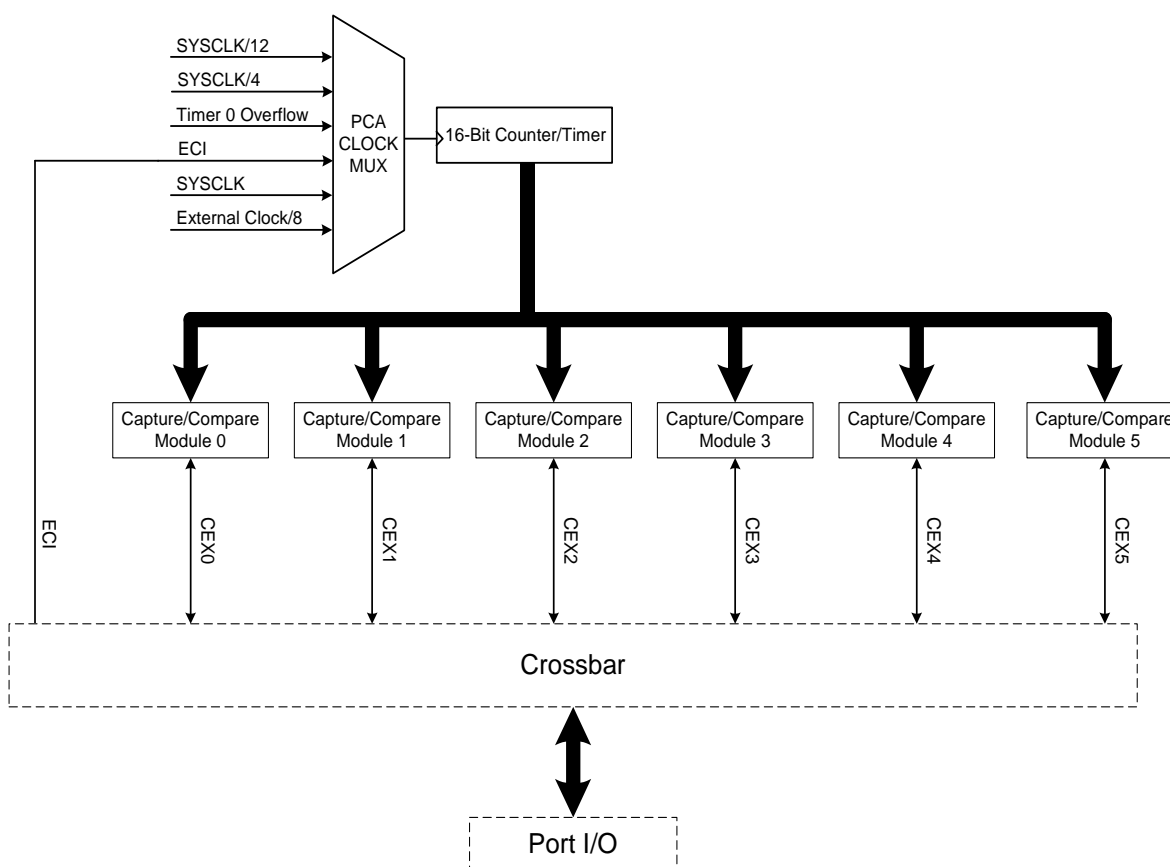 SYSCLK/12
SYSCLK/4
Timer 0 Overflow
ECI
SYSCLK
External Clock/8
PCA
CLOCK
MUX
16-Bit Counter/Timer
Capture/Compare
Module 0
Capture/Compare
Module 1
Capture/Compare
Module 2
Capture/Compare
Module 3
Capture/Compare
Module 4
Capture/Compare
Module 5
ECI
CEX0
CEX1
CEX2
CEX3
CEX4
CEX5
Crossbar
Port I/O